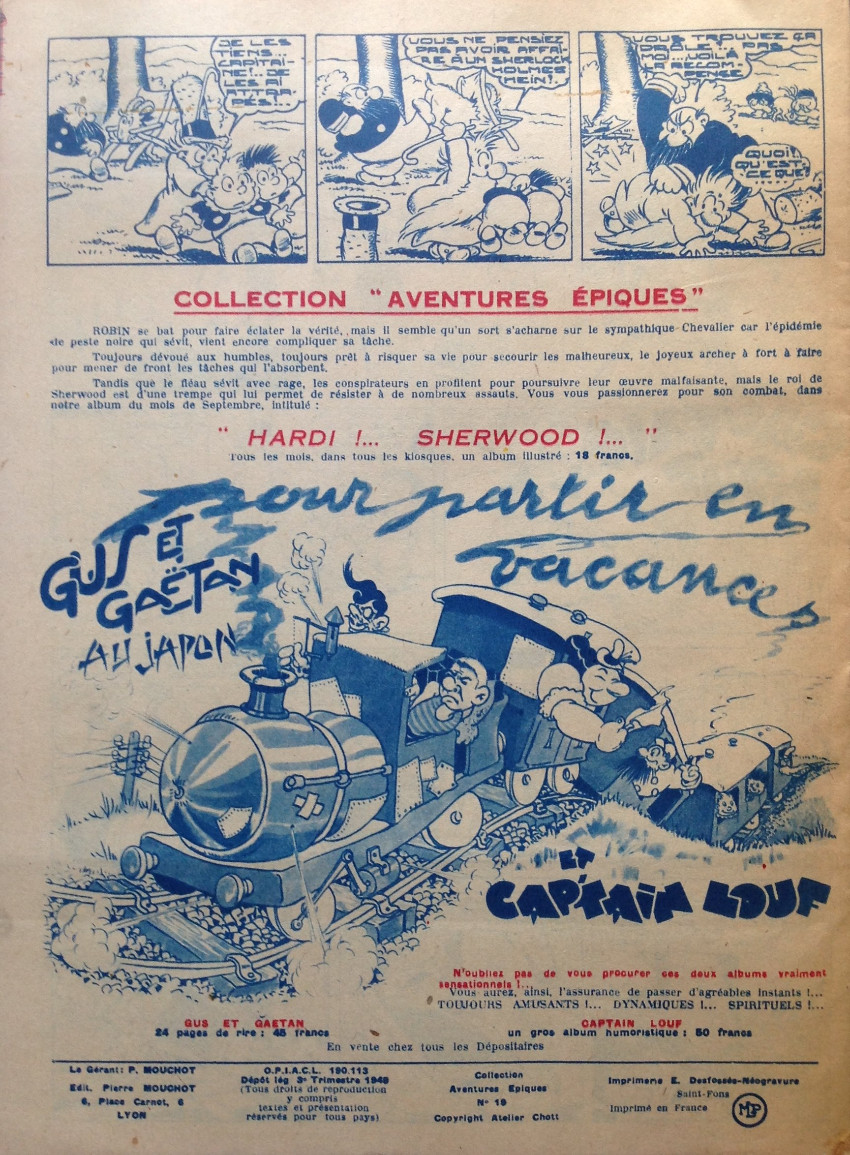 JE LES
TIENS...
CAPITAI-
NE!.. JE
LES AI
ATTRA-
PÉS!...
VOUS NE PENSIEZ
PAS AVOIR AFFAI-
RE À UN SHERLOCK
HOLMES
HEIN!..
VOUS TROUVEZ ÇA
DRÔLE!.. PAS
MOI...VOILÀ
LA RECOM-
PENSE
QUOI!
QU'EST-
CE QUE!
COLLECTION "AVENTURES ÉPIQUES"
ROBIN se bat pour faire éclater la vérité, mais il semble qu'un sort s'acharne sur le sympathique Chevalier car l'épidémie
de peste noire qui sévit, vient encore compliquer sa tâche.
Toujours dévoué aux humbles, toujours prêt à risquer sa vie pour secourir les malheureux, le joyeux archer à fort à faire
pour mener de front les tâches qui l'absorbent.
Tandis que le fléau sévit avec rage, les conspirateurs en profitent pour poursuivre leur œuvre malfaisante, mais le roi de
Sherwood est d'une trempe qui lui permet de résister à de nombreux assauts. Vous vous passionnerez pour son combat, dans
notre album du mois de Septembre, intitulé :
" HARDI !... SHERWOOD !... "
Tous les mois, dans tous les kiosques, un album illustré : 18 francs.
pour partir en
vacances
GUS ET
GAËTAN
AU JAPON
ET
CAP'TAIN LOUF
N'oubliez pas de vous procurer ces deux albums vraiment
sensationnels !...
Vous aurez, ainsi, l'assurance de passer d'agréables instants !...
TOUJOURS AMUSANTS !... DYNAMIQUES !... SPIRITUELS !...
GUS ET GAETAN
24 pages de rire : 45 francs
CAPTAIN LOUF
un gros album humoristique : 50 francs
En vente chez tous les Dépositaires
Le Gérant: P. MOUCHOT
Edit. Pierre MOUCHOT
6, Place Carnot, 6
LYON
O.P.I.A.C.L. 190.113
Dépôt lég 3e Trimestre 1949
(Tous droits de reproduction
y compris
textes et présentation
réservés pour tous pays)
Collection
Aventures Epiques
N° 19
Copyright Atelier Chott
Imprimerie E. Desfossés-Néogravure
Saint-Fons
Imprimé en France